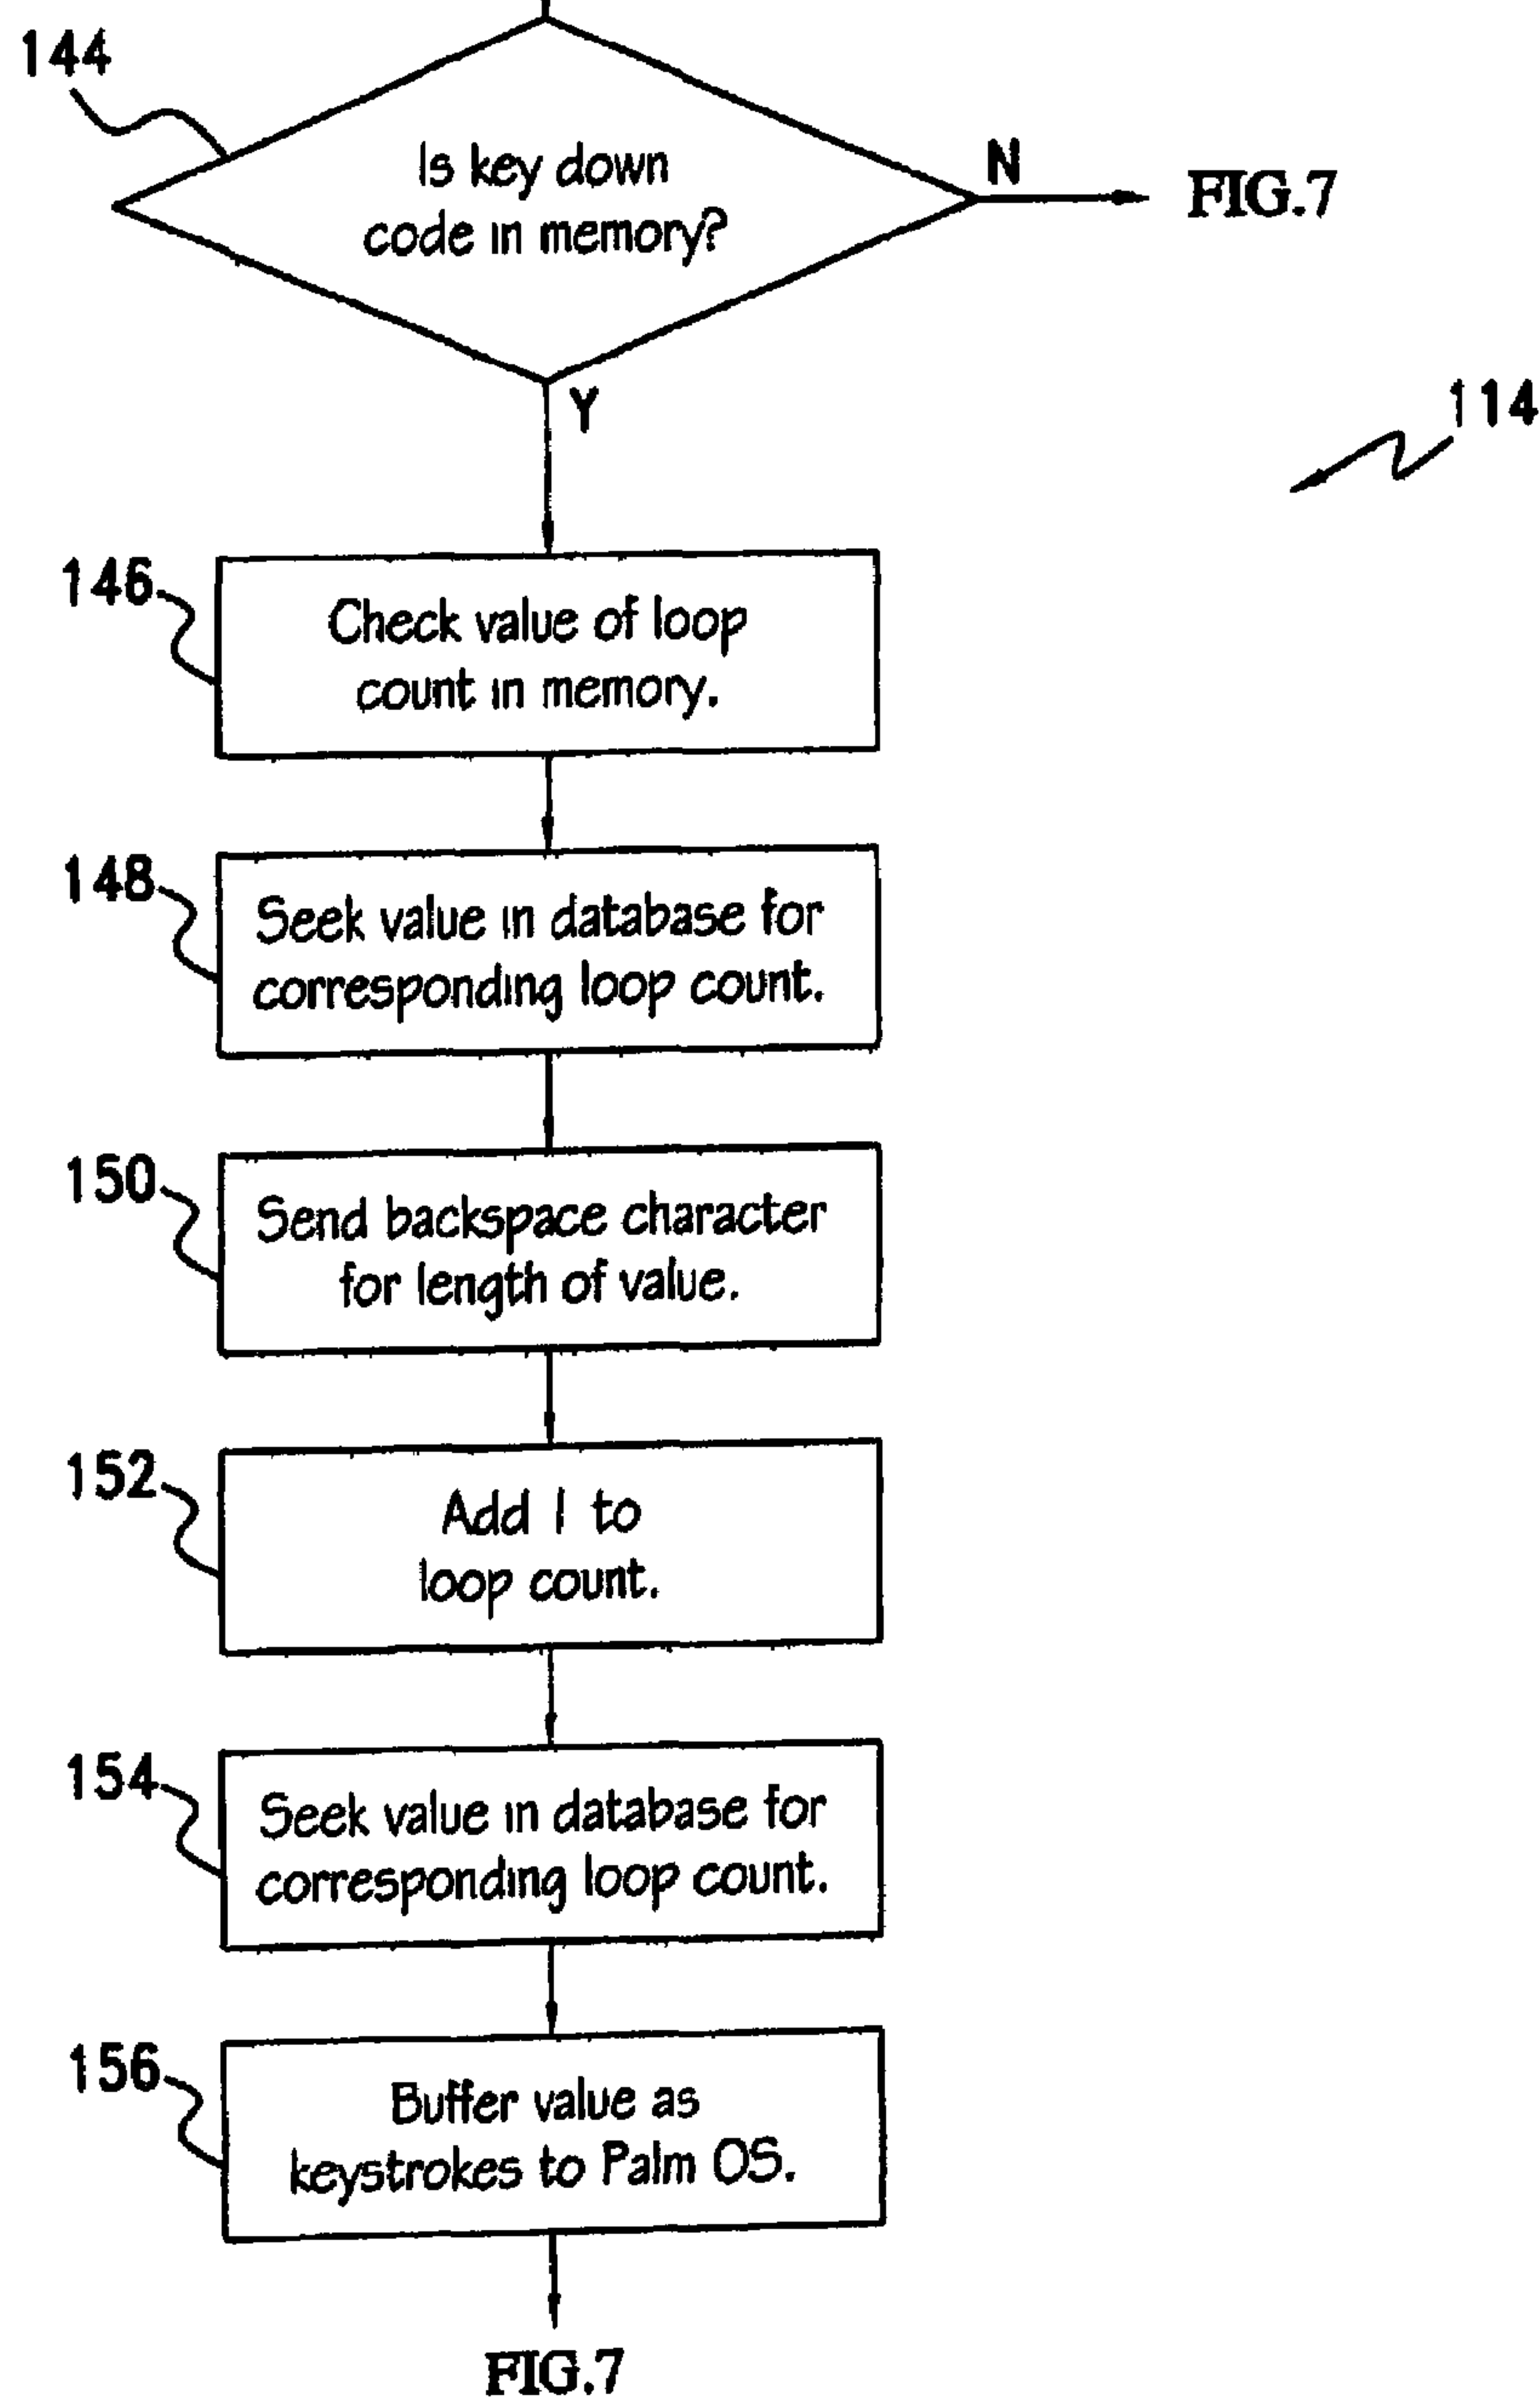 144
Is key down
code in memory?
N
FIG.7
Y
114
146
Check value of loop
count in memory.
148
Seek value in database for
corresponding loop count.
150
Send backspace character
for length of value.
152
Add 1 to
loop count.
154
Seek value in database for
corresponding loop count.
156
Buffer value as
keystrokes to Palm OS.
FIG.7